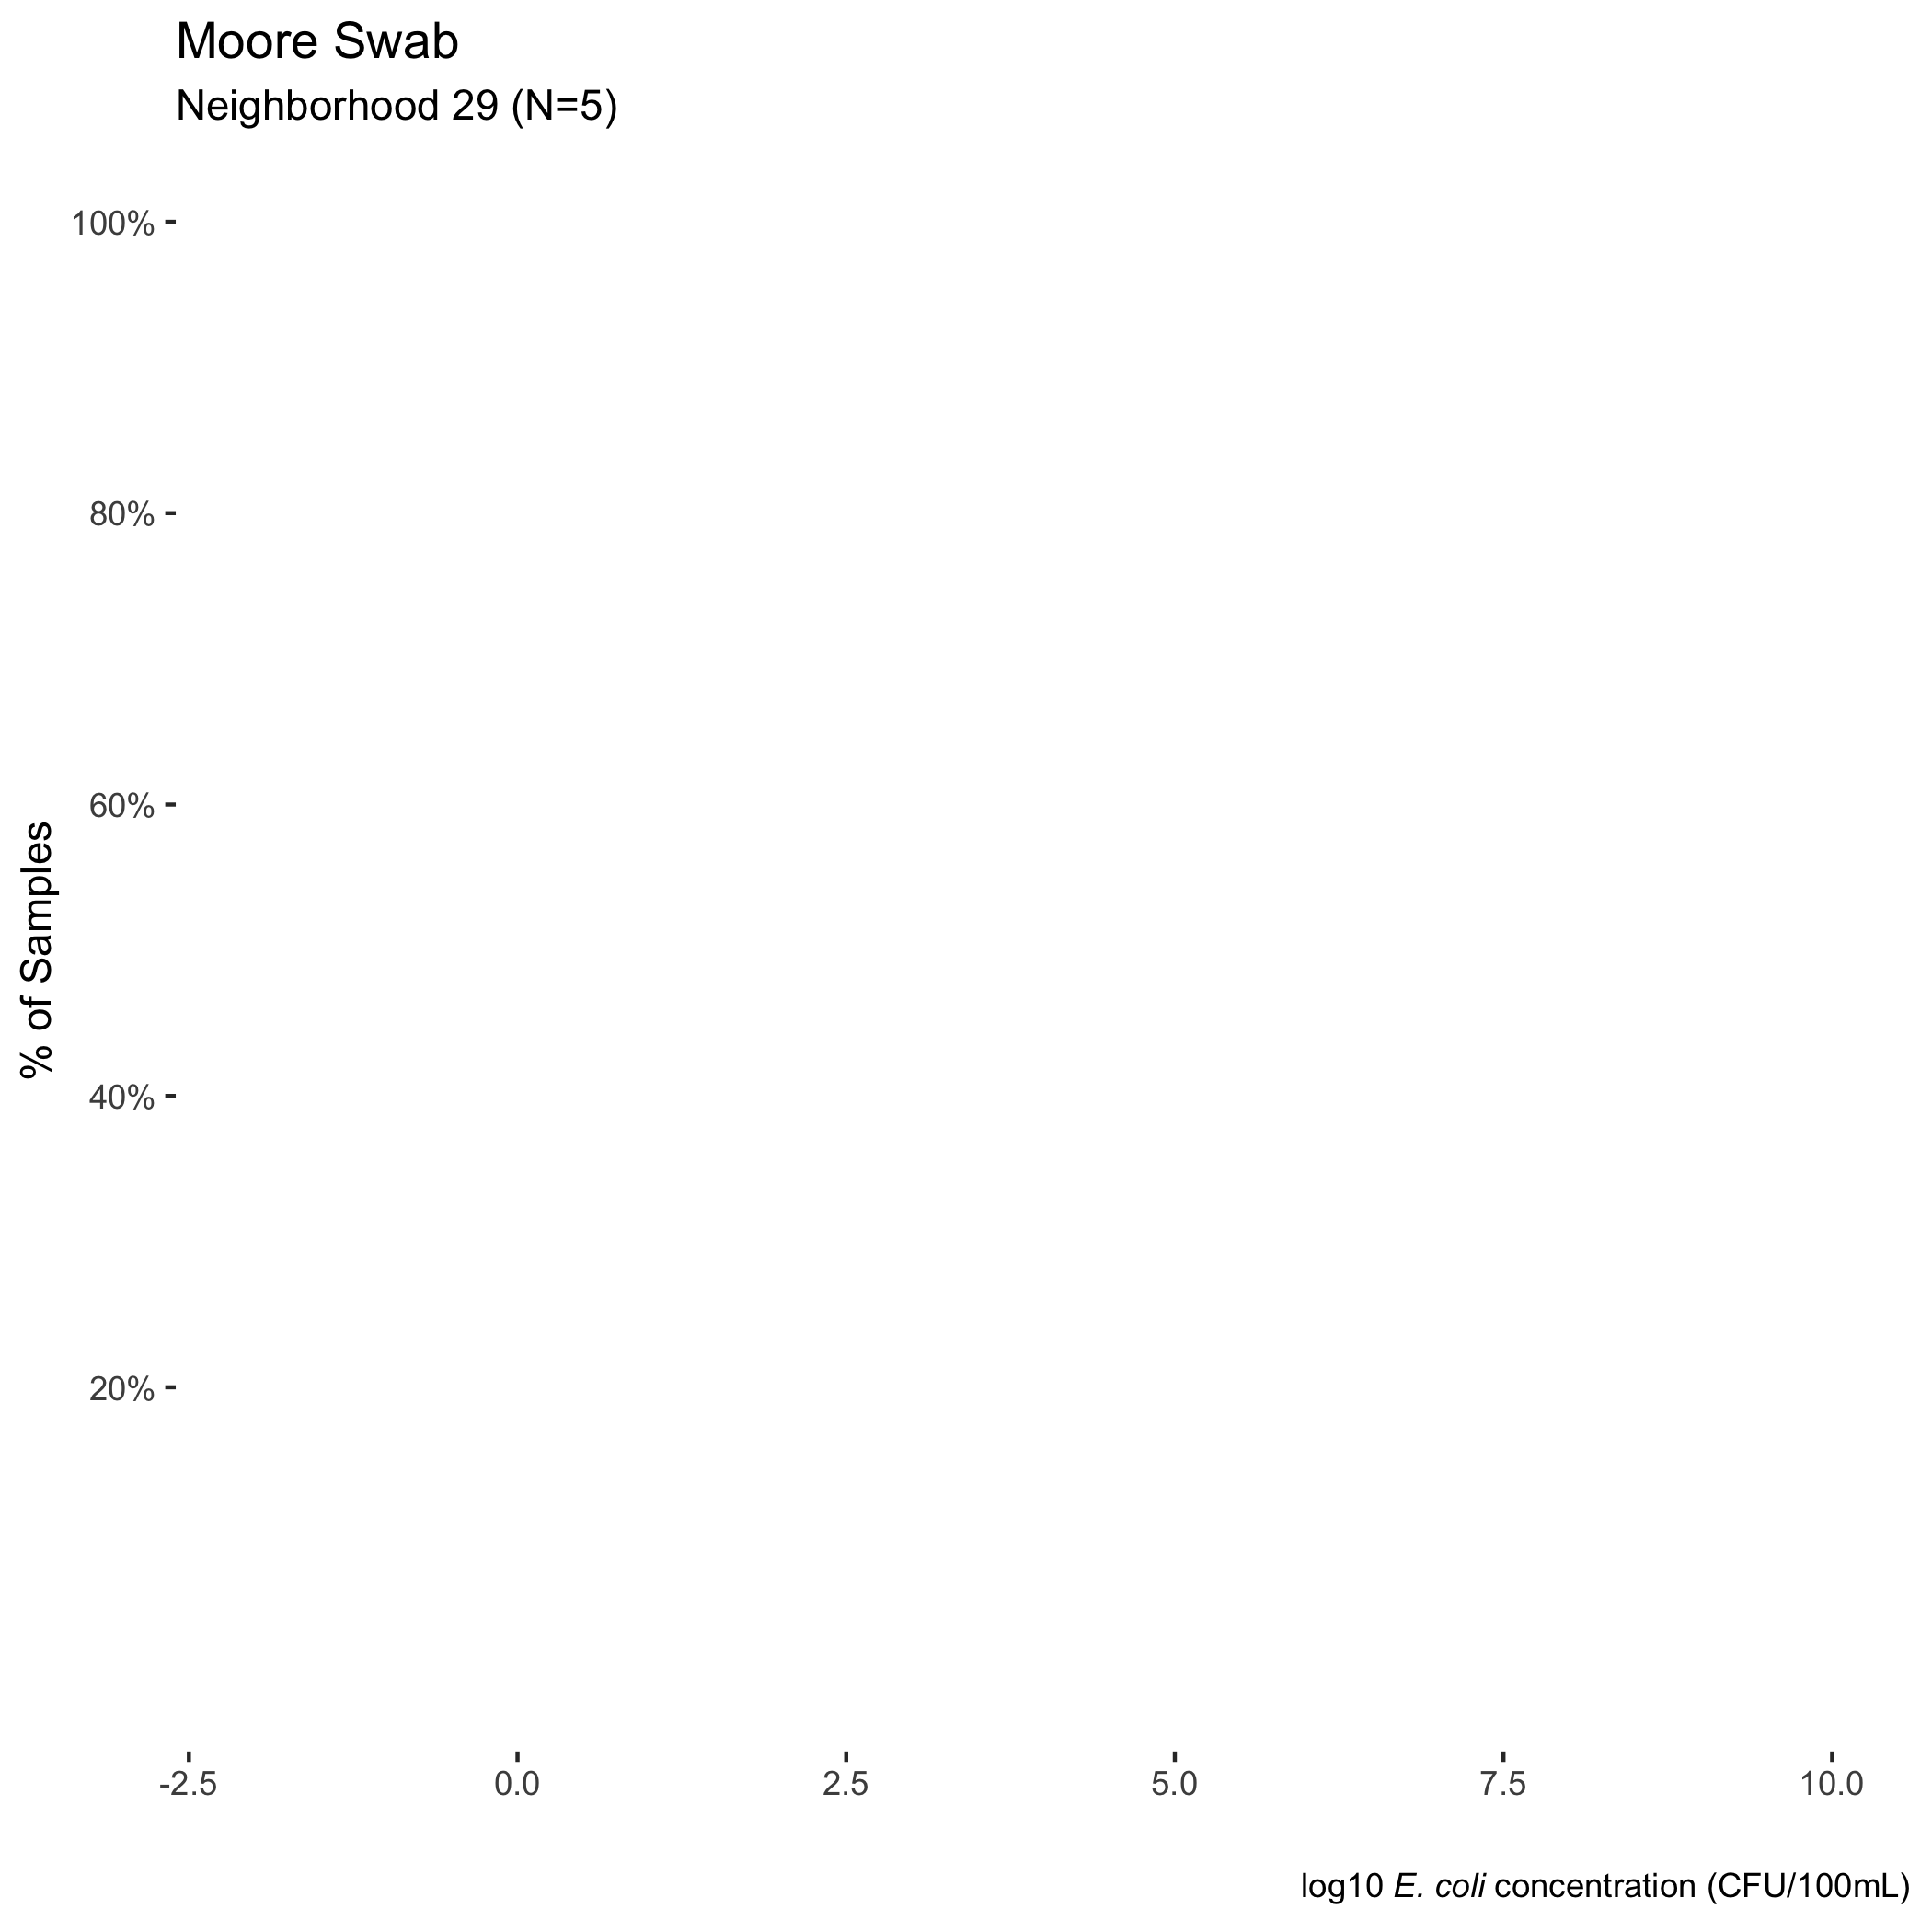 Moore Swab
Neighborhood 29 (N=5)
100%
80%
60%
40%
20%
% of Samples
-2.5 0.0 2.5 5.0 7.5 10.0
log10 E. coli concentration (CFU/100mL)